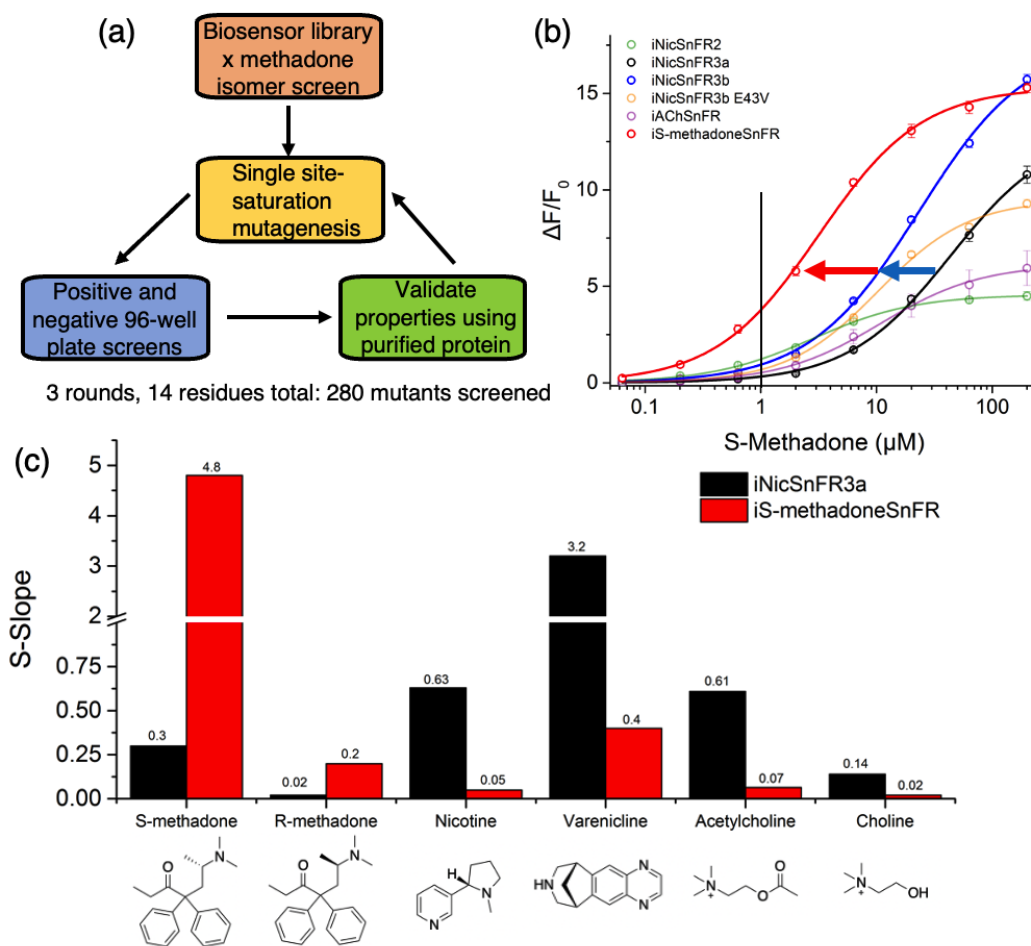 (a)
Biosensor library
x methadone
isomer screen
Single site-
saturation
mutagenesis
Positive and
negative 96-well
plate screens
Validate
properties using
purified protein
3 rounds, 14 residues total: 280 mutants screened
(b)
iNicSnFR2
iNicSnFR3a
iNicSnFR3b
iNicSnFR3b E43V
iAChSnFR
iS-methadoneSnFR
ΔF/F₀
15
10
5
0
0.1
1
10
100
S-Methadone (µM)
(c)
iNicSnFR3a
iS-methadoneSnFR
S-Slope
5
4
3
2
0.75
0.50
0.25
0.00
0.3
4.8
0.02
0.2
0.63
0.05
3.2
0.4
0.61
0.07
0.14
0.02
S-methadone
R-methadone
Nicotine
Varenicline
Acetylcholine
Choline
O
N
O
N
H
N
N
HN
N
N
N
+
O
O
N
+
OH